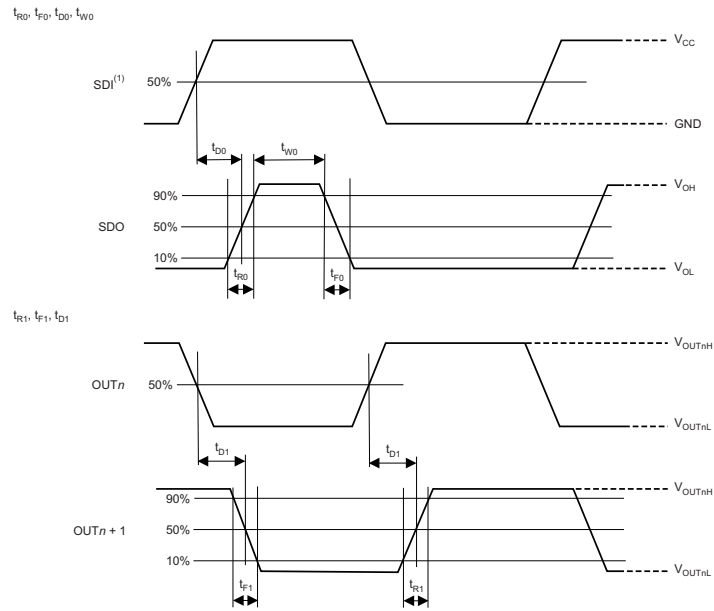 tR0, tF0, tD0, tW0
VCC
SDI(1) 50%
GND
tD0 tW0
VOH
90%
SDO 50%
10%
VOL
tR0 tF0
tR1, tF1, tD1
VOUTnH
OUTn 50%
VOUTnL
tD1 tD1
VOUTnH
90%
OUTn + 1 50%
10%
VOUTnL
tF1 tR1